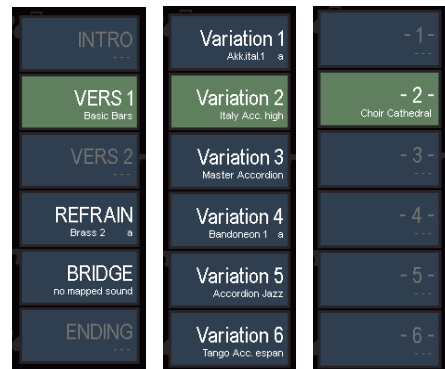 INTRO
---
VERS 1
Basic Bars
VERS 2
---
REFRAIN
Brass 2 a
BRIDGE
no mapped sound
ENDING
---
Variation 1
Akk.ital.1 a
Variation 2
Italy Acc. high
Variation 3
Master Accordion
Variation 4
Bandoneon 1 a
Variation 5
Accordion Jazz
Variation 6
Tango Acc. espan
- 1 -
---
- 2 -
Choir Cathedral
- 3 -
---
- 4 -
---
- 5 -
---
- 6 -
---